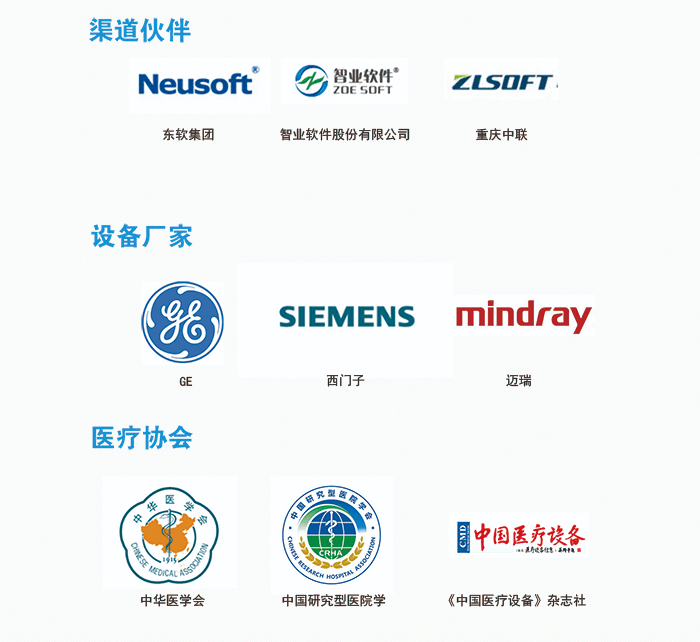 渠道伙伴
Neusoft®
智业软件®
ZOE SOFT
ZLSOFT
东软集团
智业软件股份有限公司
重庆中联
设备厂家
GE
SIEMENS
mindray
GE
西门子
迈瑞
医疗协会
中华医学会
1915
CHINESE MEDICAL ASSOCIATION
中国研究型医院学会
CRHA
CHINESE RESEARCH HOSPITAL ASSOCIATION
CMD
中国医疗设备
中华医学会
中国研究型医院学
《中国医疗设备》杂志社